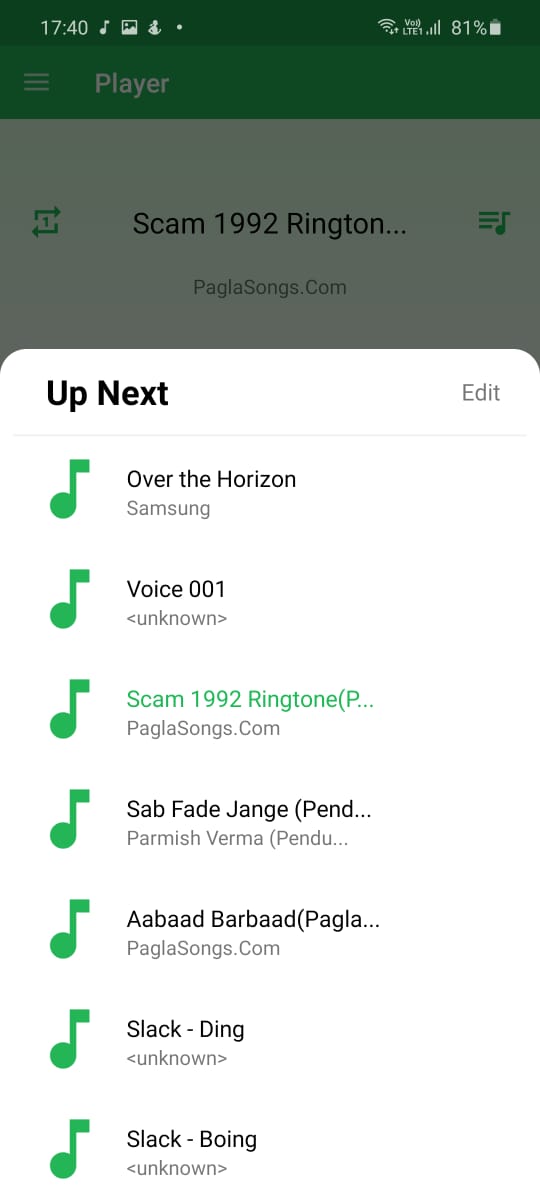 17:40
Vo)) LTE1 81%
Player
1
Scam 1992 Rington...
PaglaSongs.Com
Up Next
Edit
Over the Horizon
Samsung
Voice 001
<unknown>
Scam 1992 Ringtone(P...
PaglaSongs.Com
Sab Fade Jange (Pend...
Parmish Verma (Pendu...
Aabaad Barbaad(Pagla...
PaglaSongs.Com
Slack - Ding
<unknown>
Slack - Boing
<unknown>